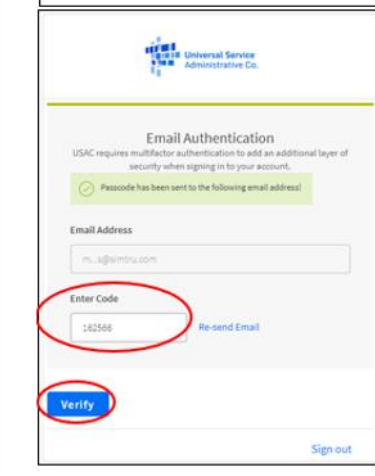 Universal Service
Administrative Co.
Email Authentication
USAC requires multifactor authentication to add an additional layer of
security when signing in to your account.
Passcode has been sent to the following email address!
Email Address
m...s@simtru.com
Enter Code
162566
Re-send Email
Verify
Sign out